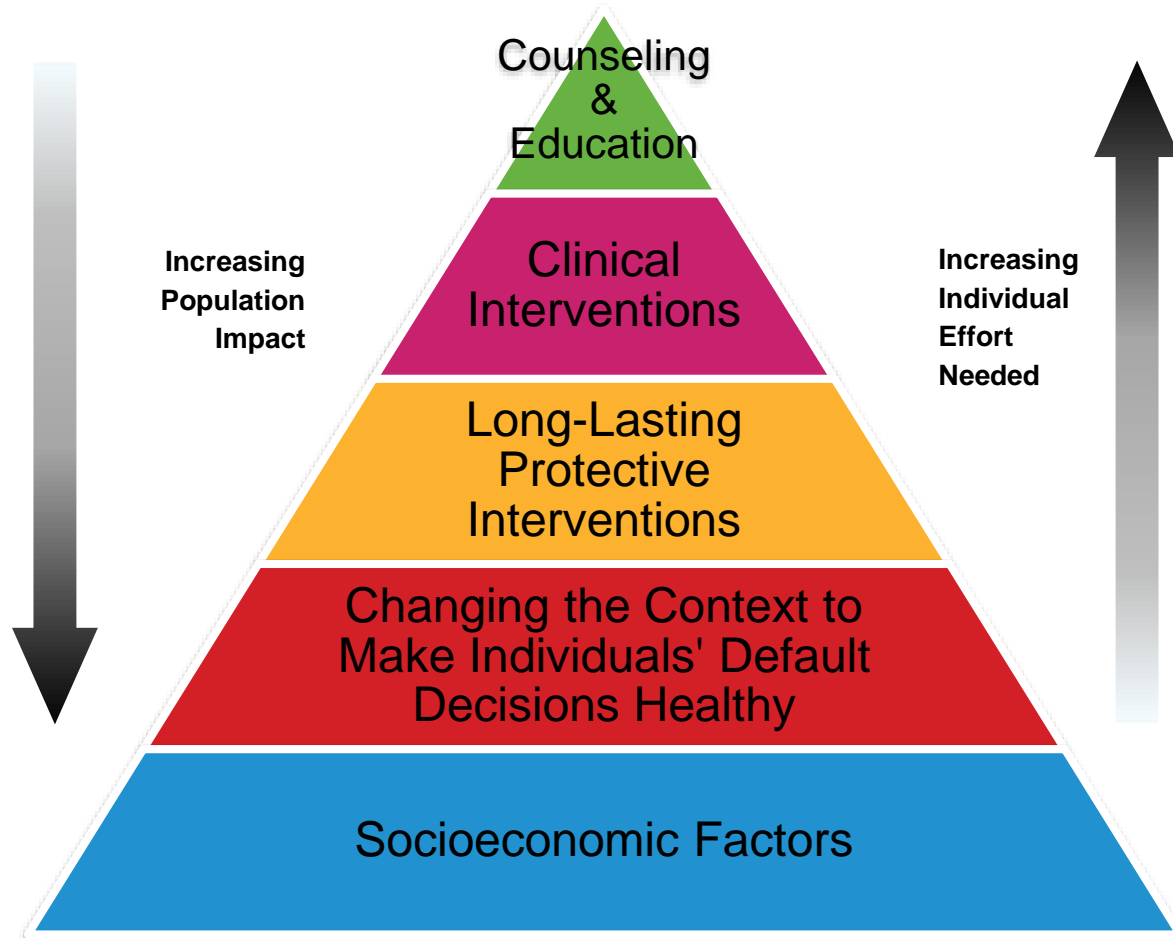 Counseling
&
Education
Clinical
Interventions
Increasing
Population
Impact
Increasing
Individual
Effort
Needed
Long-Lasting
Protective
Interventions
Changing the Context to
Make Individuals' Default
Decisions Healthy
Socioeconomic Factors